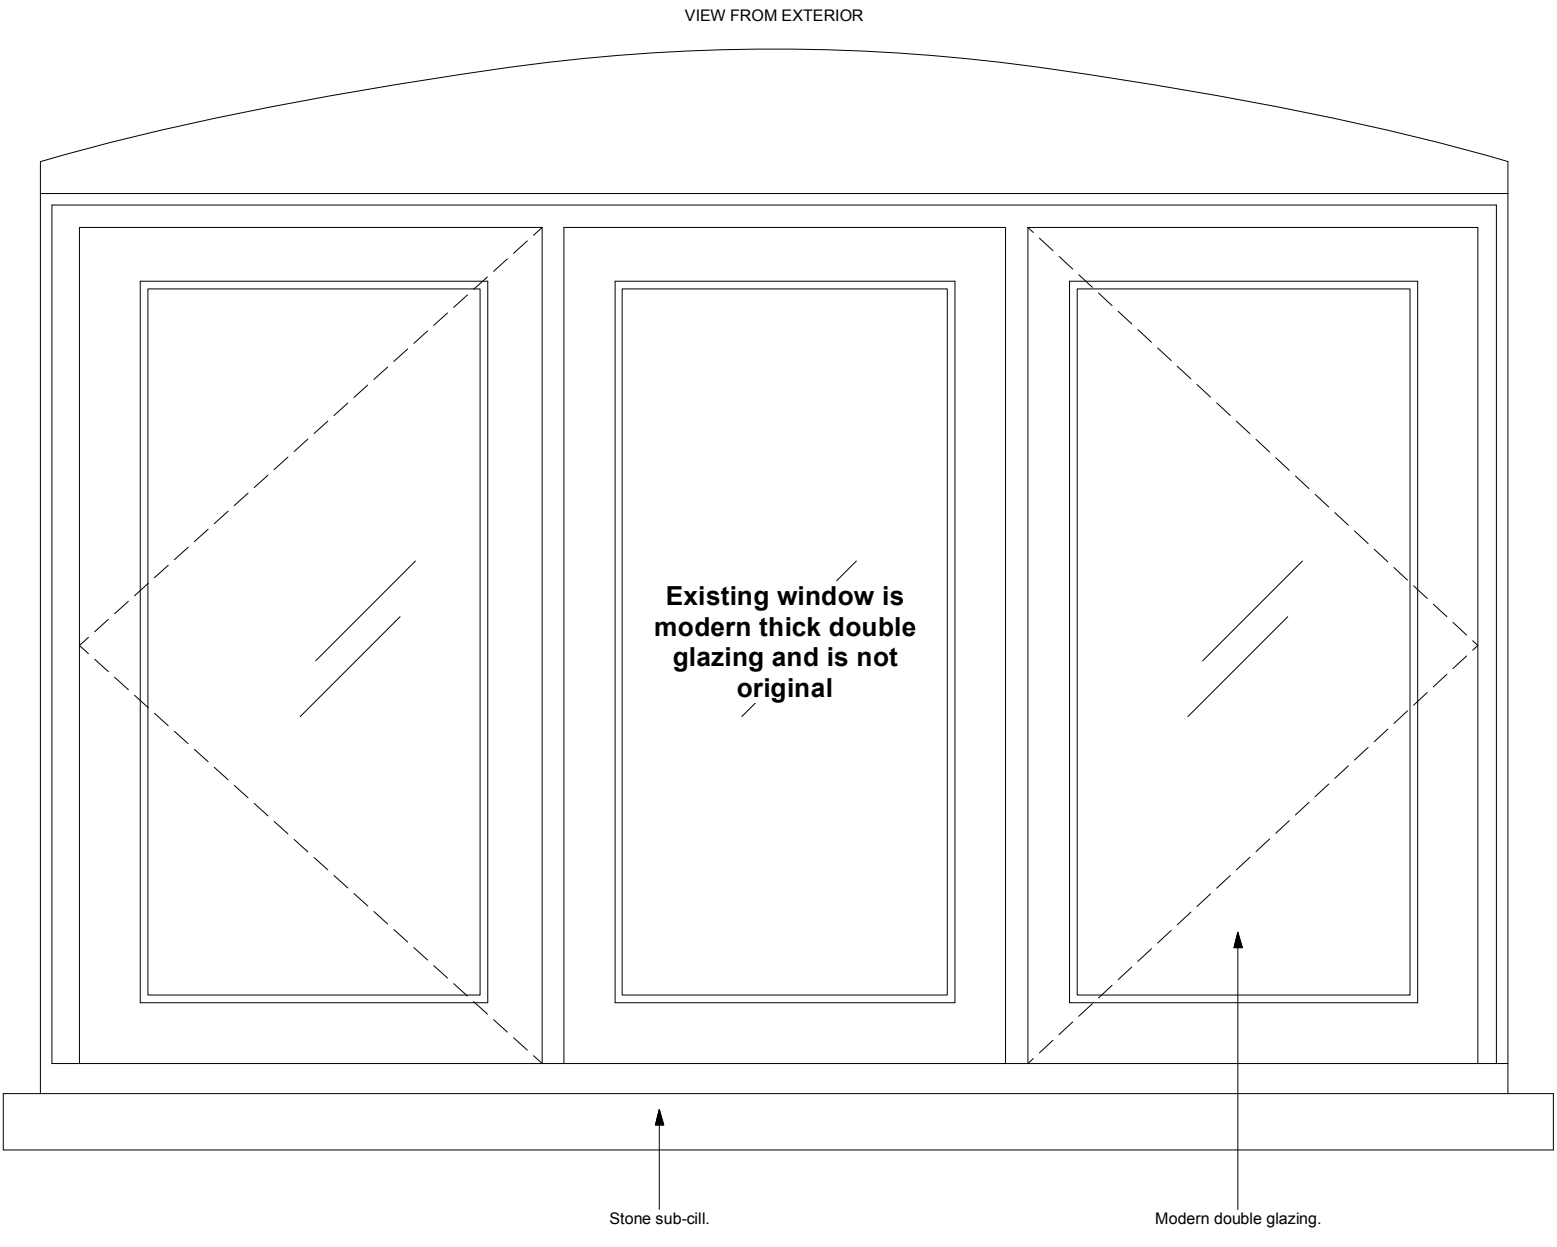 VIEW FROM EXTERIOR
Existing window is
modern thick double
glazing and is not
original
Stone sub-cill.
Modern double glazing.